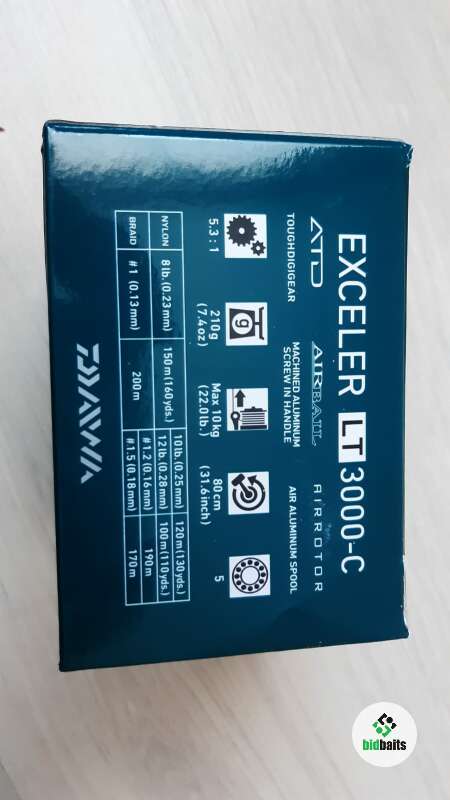 EXCELER LT 3000-C
ATD AIRBAIL AIRROTOR
TOUGHDIGIGEAR MACHINED ALUMINUM SCREW IN HANDLE AIR ALUMINUM SPOOL
5.3 : 1
210g
(7.4oz)
Max 10kg
(22.0lb.)
80cm
(31.6inch)
5
NYLON 8lb.(0.23mm) 150m(160yds.) 10lb.(0.25mm) 120m(130yds.)
12lb.(0.28mm) 100m(110yds.)
BRAID #1 (0.13mm) 200m #1.2(0.16mm) 190m
#1.5(0.18mm) 170m
DAIWA
bidbaits